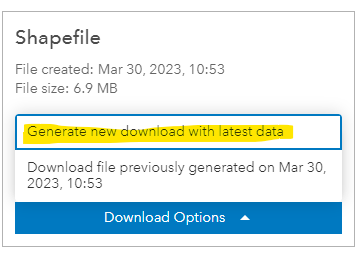 Shapefile
File created: Mar 30, 2023, 10:53
File size: 6.9 MB
Generate new download with latest data
Download file previously generated on Mar 30,
2023, 10:53
Download Options